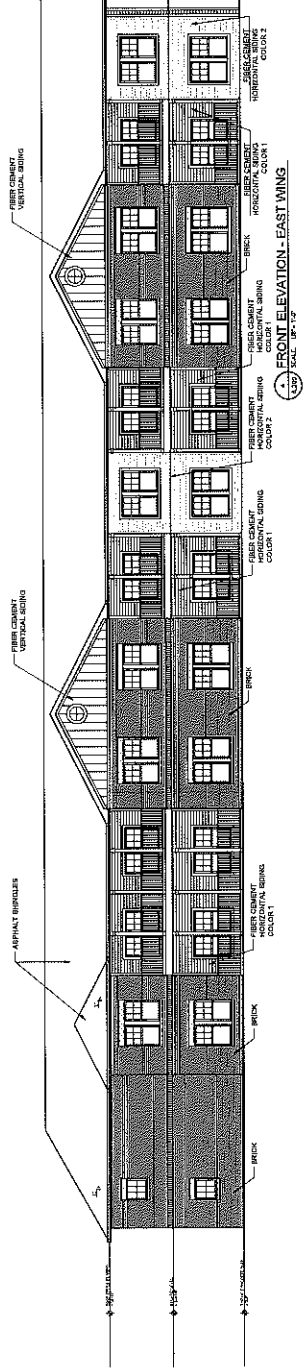 ASPHALT SHINGLES
FIBER CEMENT
VERTICAL SIDING
FIBER CEMENT
VERTICAL SIDING
BRICK
BRICK
FIBER CEMENT
HORIZONTAL SIDING
COLOR 1
BRICK
FIBER CEMENT
HORIZONTAL SIDING
COLOR 1
FIBER CEMENT
HORIZONTAL SIDING
COLOR 2
FIBER CEMENT
HORIZONTAL SIDING
COLOR 1
BRICK
FIBER CEMENT
HORIZONTAL SIDING
COLOR 1
FIBER CEMENT
HORIZONTAL SIDING
COLOR 2
FRONT ELEVATION - EAST WING
SCALE: